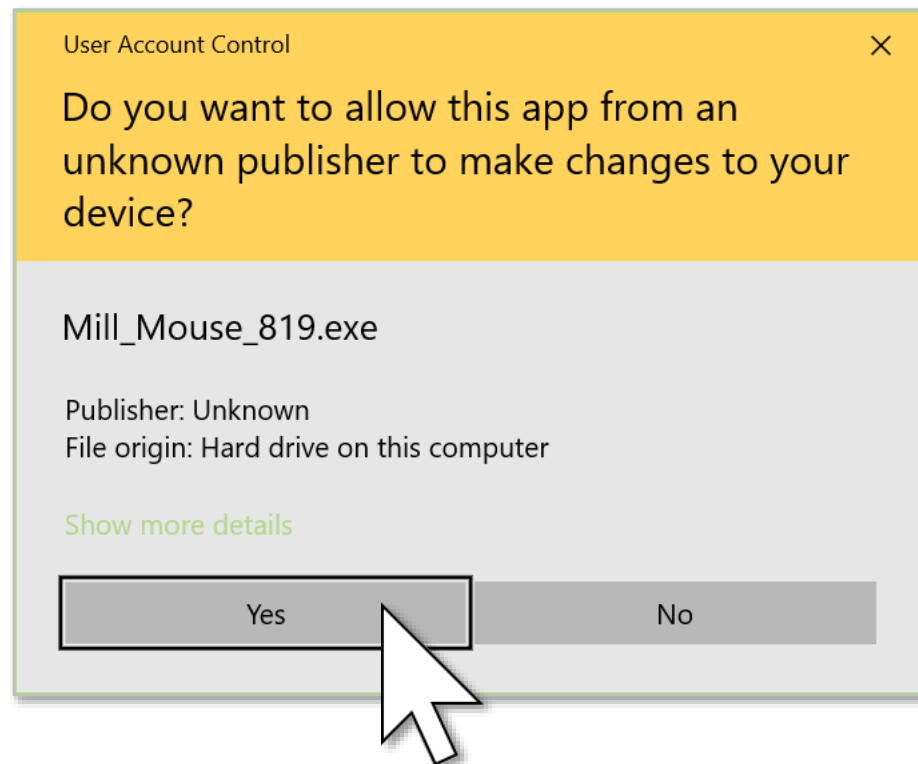 User Account Control
Do you want to allow this app from an
unknown publisher to make changes to your
device?
Mill_Mouse_819.exe
Publisher: Unknown
File origin: Hard drive on this computer
Show more details
Yes
No